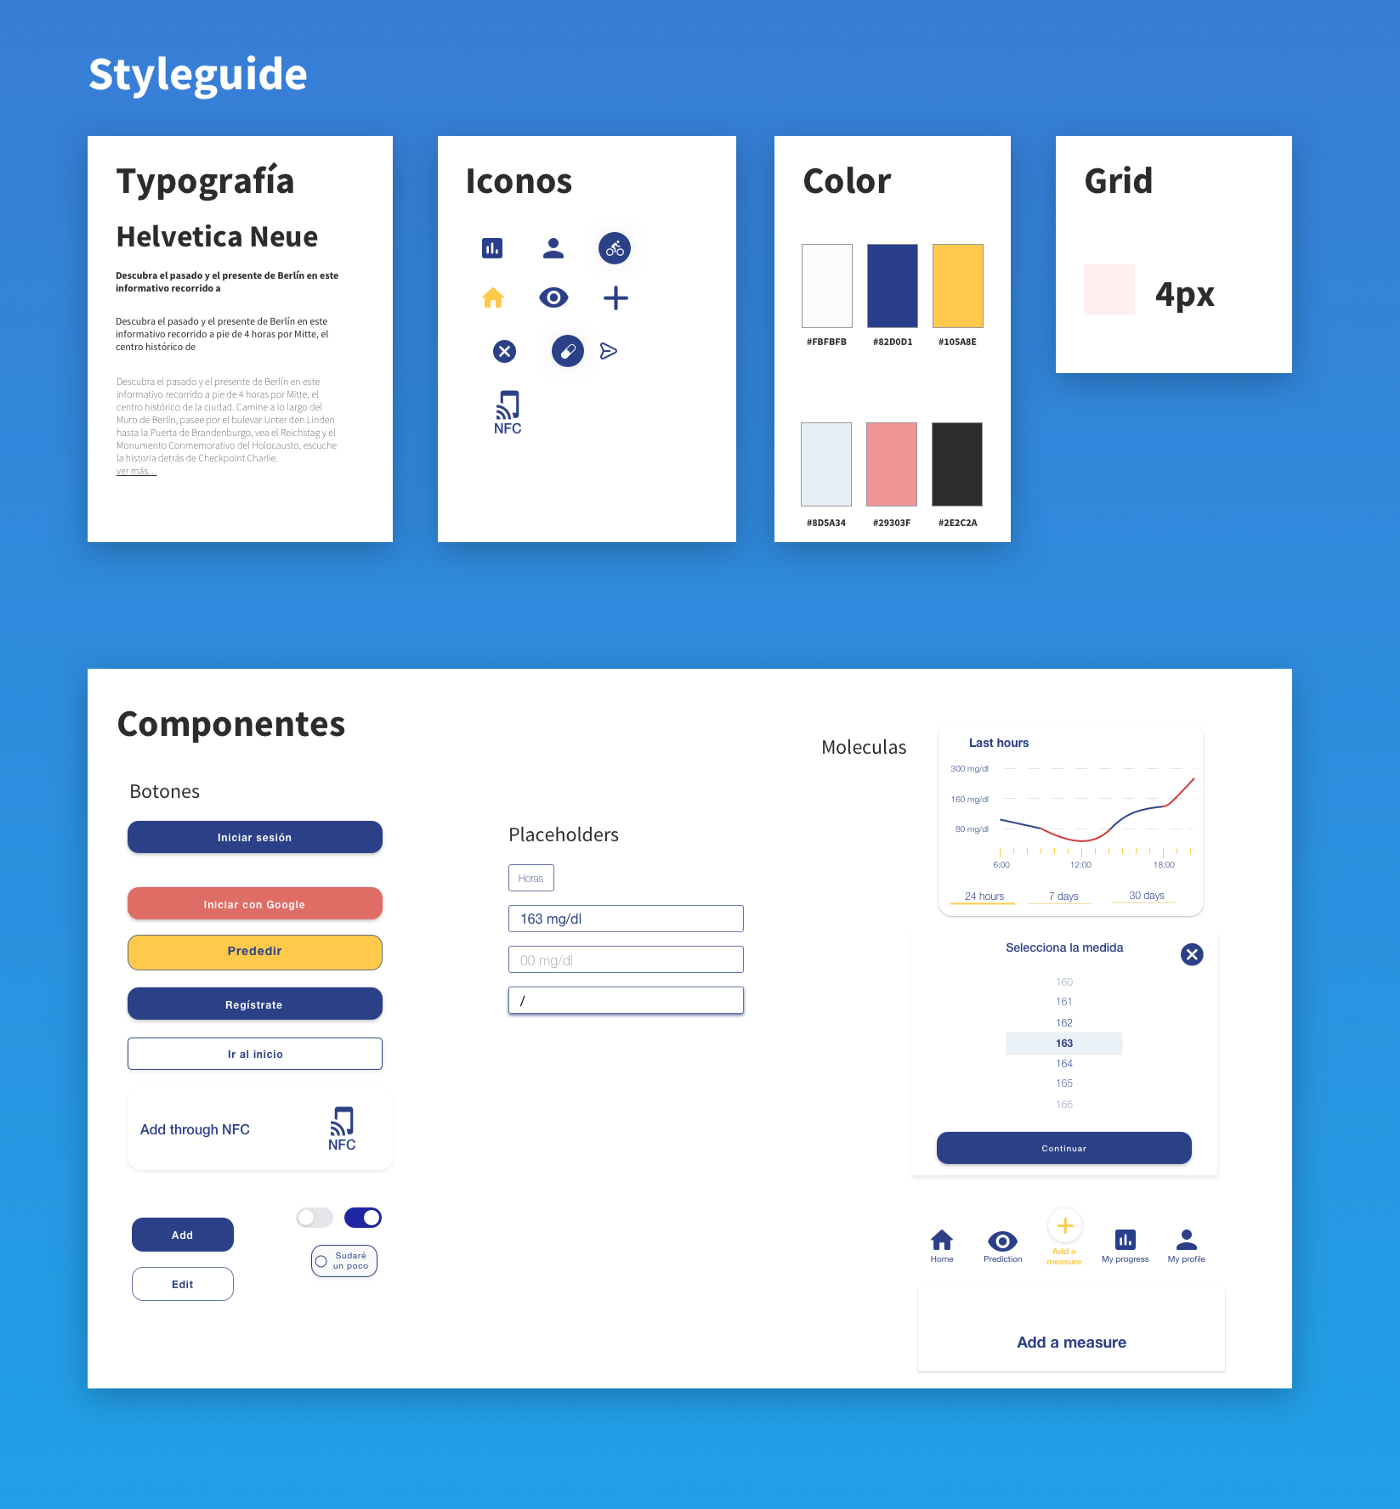 Styleguide
Typografía
Helvetica Neue
Descubra el pasado y el presente de Berlín en este
informativo recorrido a
Descubra el pasado y el presente de Berlín en este
informativo recorrido a pie de 4 horas por Mitte, el
centro histórico de
Descubra el pasado y el presente de Berlín en este
informativo recorrido a pie de 4 horas por Mitte, el
centro histórico de la ciudad. Camine a lo largo del
Muro de Berlín, pasee por el bulevar Unter den Linden
hasta la Puerta de Brandenburgo, vea el Reichstag y el
Monumento Conmemorativo del Holocausto, escuche
la historia detrás de Checkpoint Charlie.
ver más...
Iconos
NFC
Color
#FBFBFB
#82D0D1
#105A8E
#8D5A34
#29303F
#2E2C2A
Grid
4px
Componentes
Botones
Iniciar sesión
Iniciar con Google
Prededir
Regístrate
Ir al inicio
Add through NFC
NFC
Add
Edit
Sudaré
un poco
Placeholders
Horas
163 mg/dl
00 mg/dl
/
Moleculas
Last hours
300 mg/dl
160 mg/dl
80 mg/dl
6:00
12:00
18:00
24 hours
7 days
30 days
Selecciona la medida
160
161
162
163
164
165
166
Continuar
Home
Prediction
Add a
measure
My progress
My profile
Add a measure